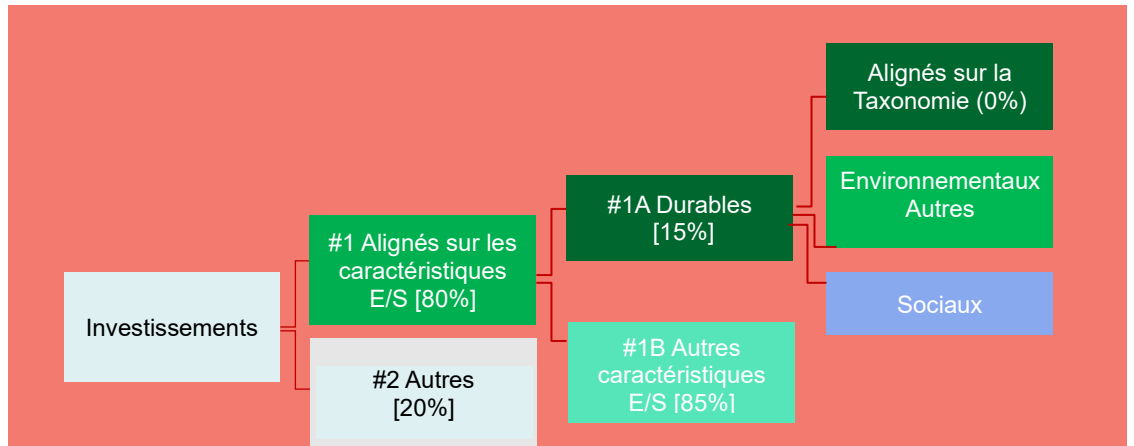 Investissements
#1 Alignés sur les
caractéristiques
E/S [80%]
#2 Autres
[20%]
#1A Durables
[15%]
#1B Autres
caractéristiques
E/S [85%]
Alignés sur la
Taxonomie (0%)
Environnementaux
Autres
Sociaux